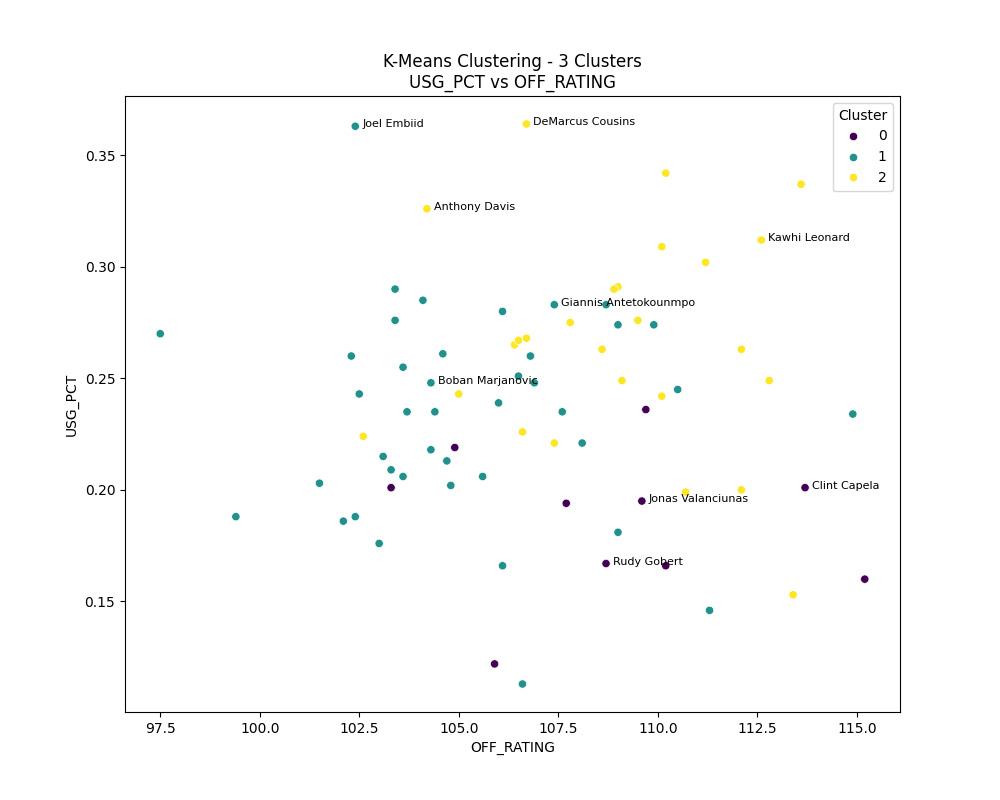 K-Means Clustering - 3 Clusters
USG_PCT vs OFF_RATING
Cluster
0
1
2
Joel Embiid
DeMarcus Cousins
Anthony Davis
Kawhi Leonard
Giannis Antetokounmpo
Boban Marjanovic
Clint Capela
Jonas Valanciunas
Rudy Gobert
0.35
0.30
0.25
0.20
0.15
USG_PCT
97.5
100.0
102.5
105.0
107.5
110.0
112.5
115.0
OFF_RATING